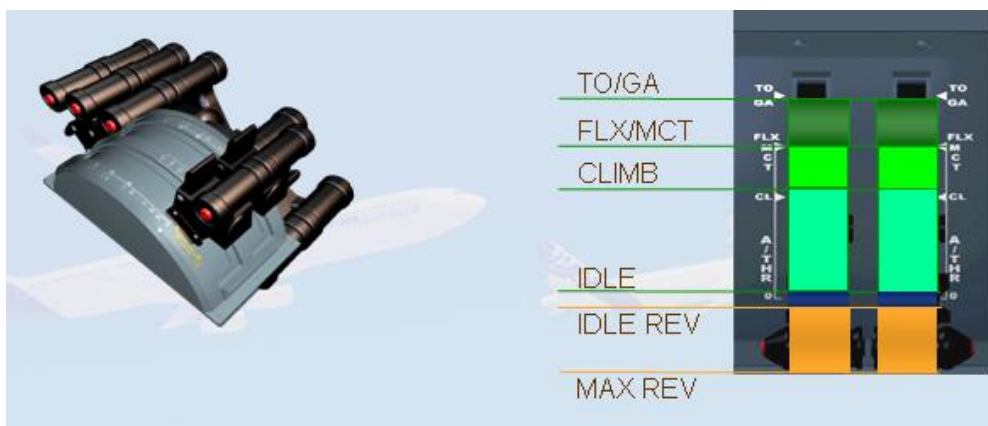 TO/GA
FLX/MCT
CLIMB
IDLE
IDLE REV
MAX REV
TO
GA
FLX
MCT
CL
A/THR
0
TO
GA
FLX
MCT
CL
A/THR
0